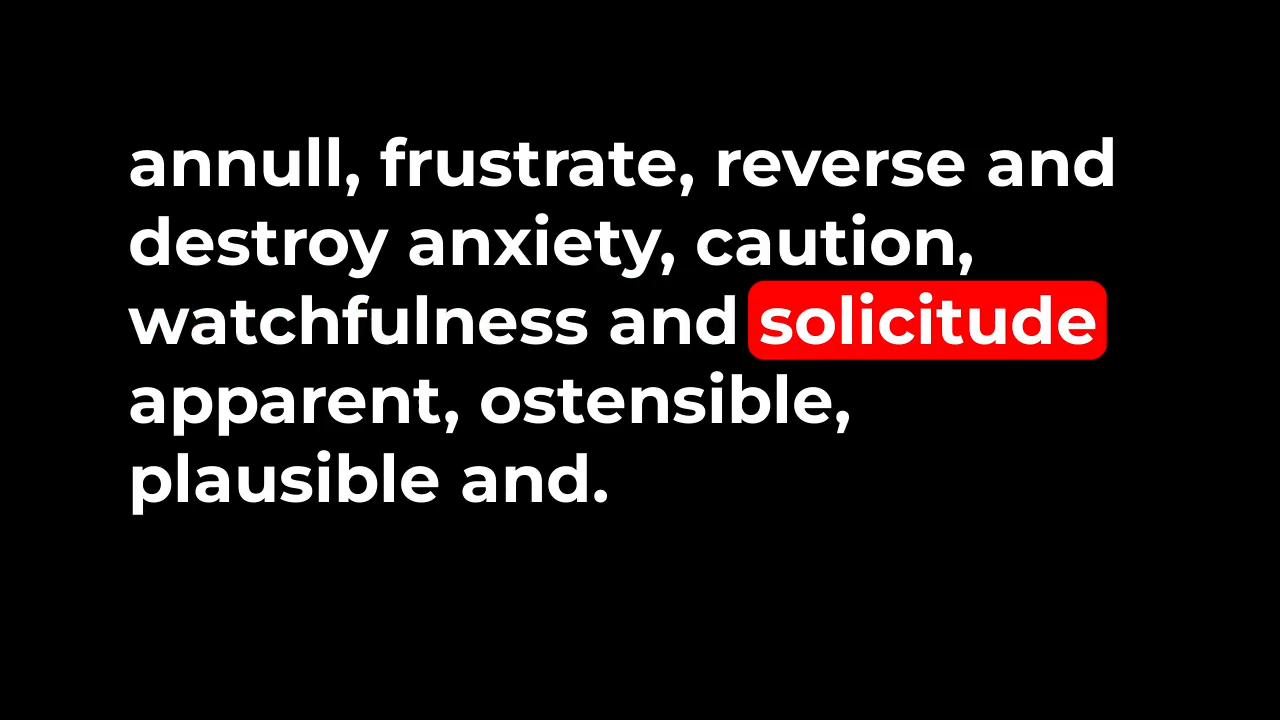 annull, frustrate, reverse and
destroy anxiety, caution,
watchfulness and solicitude
apparent, ostensible,
plausible and.